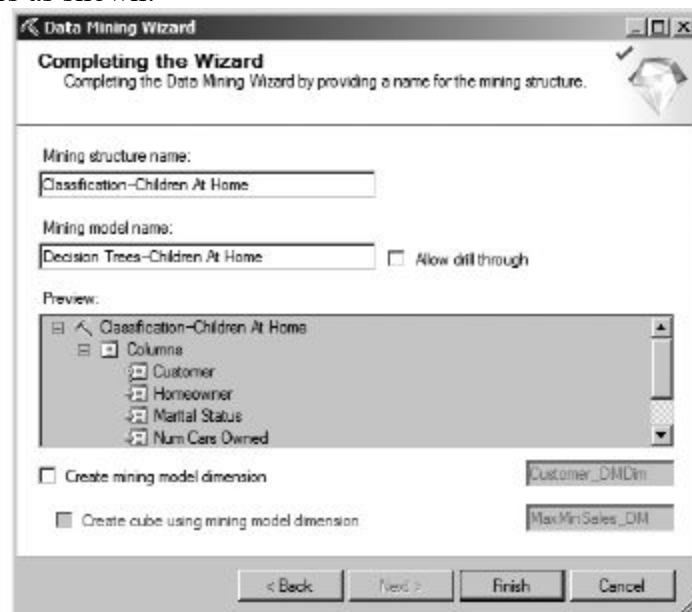 Data Mining Wizard
Completing the Wizard
Completing the Data Mining Wizard by providing a name for the mining structure.
Mining structure name:
Classfication-Children At Home
Mining model name:
Decision Trees-Children At Home
Allow drill through
Preview:
Classfication-Children At Home
Columns
Customer
Homeowner
Marital Status
Num Cars Owned
Create mining model dimension
Customer_DMDim
Create cube using mining model dimension
MaxMinSales_DM
< Back
Next >
Finish
Cancel